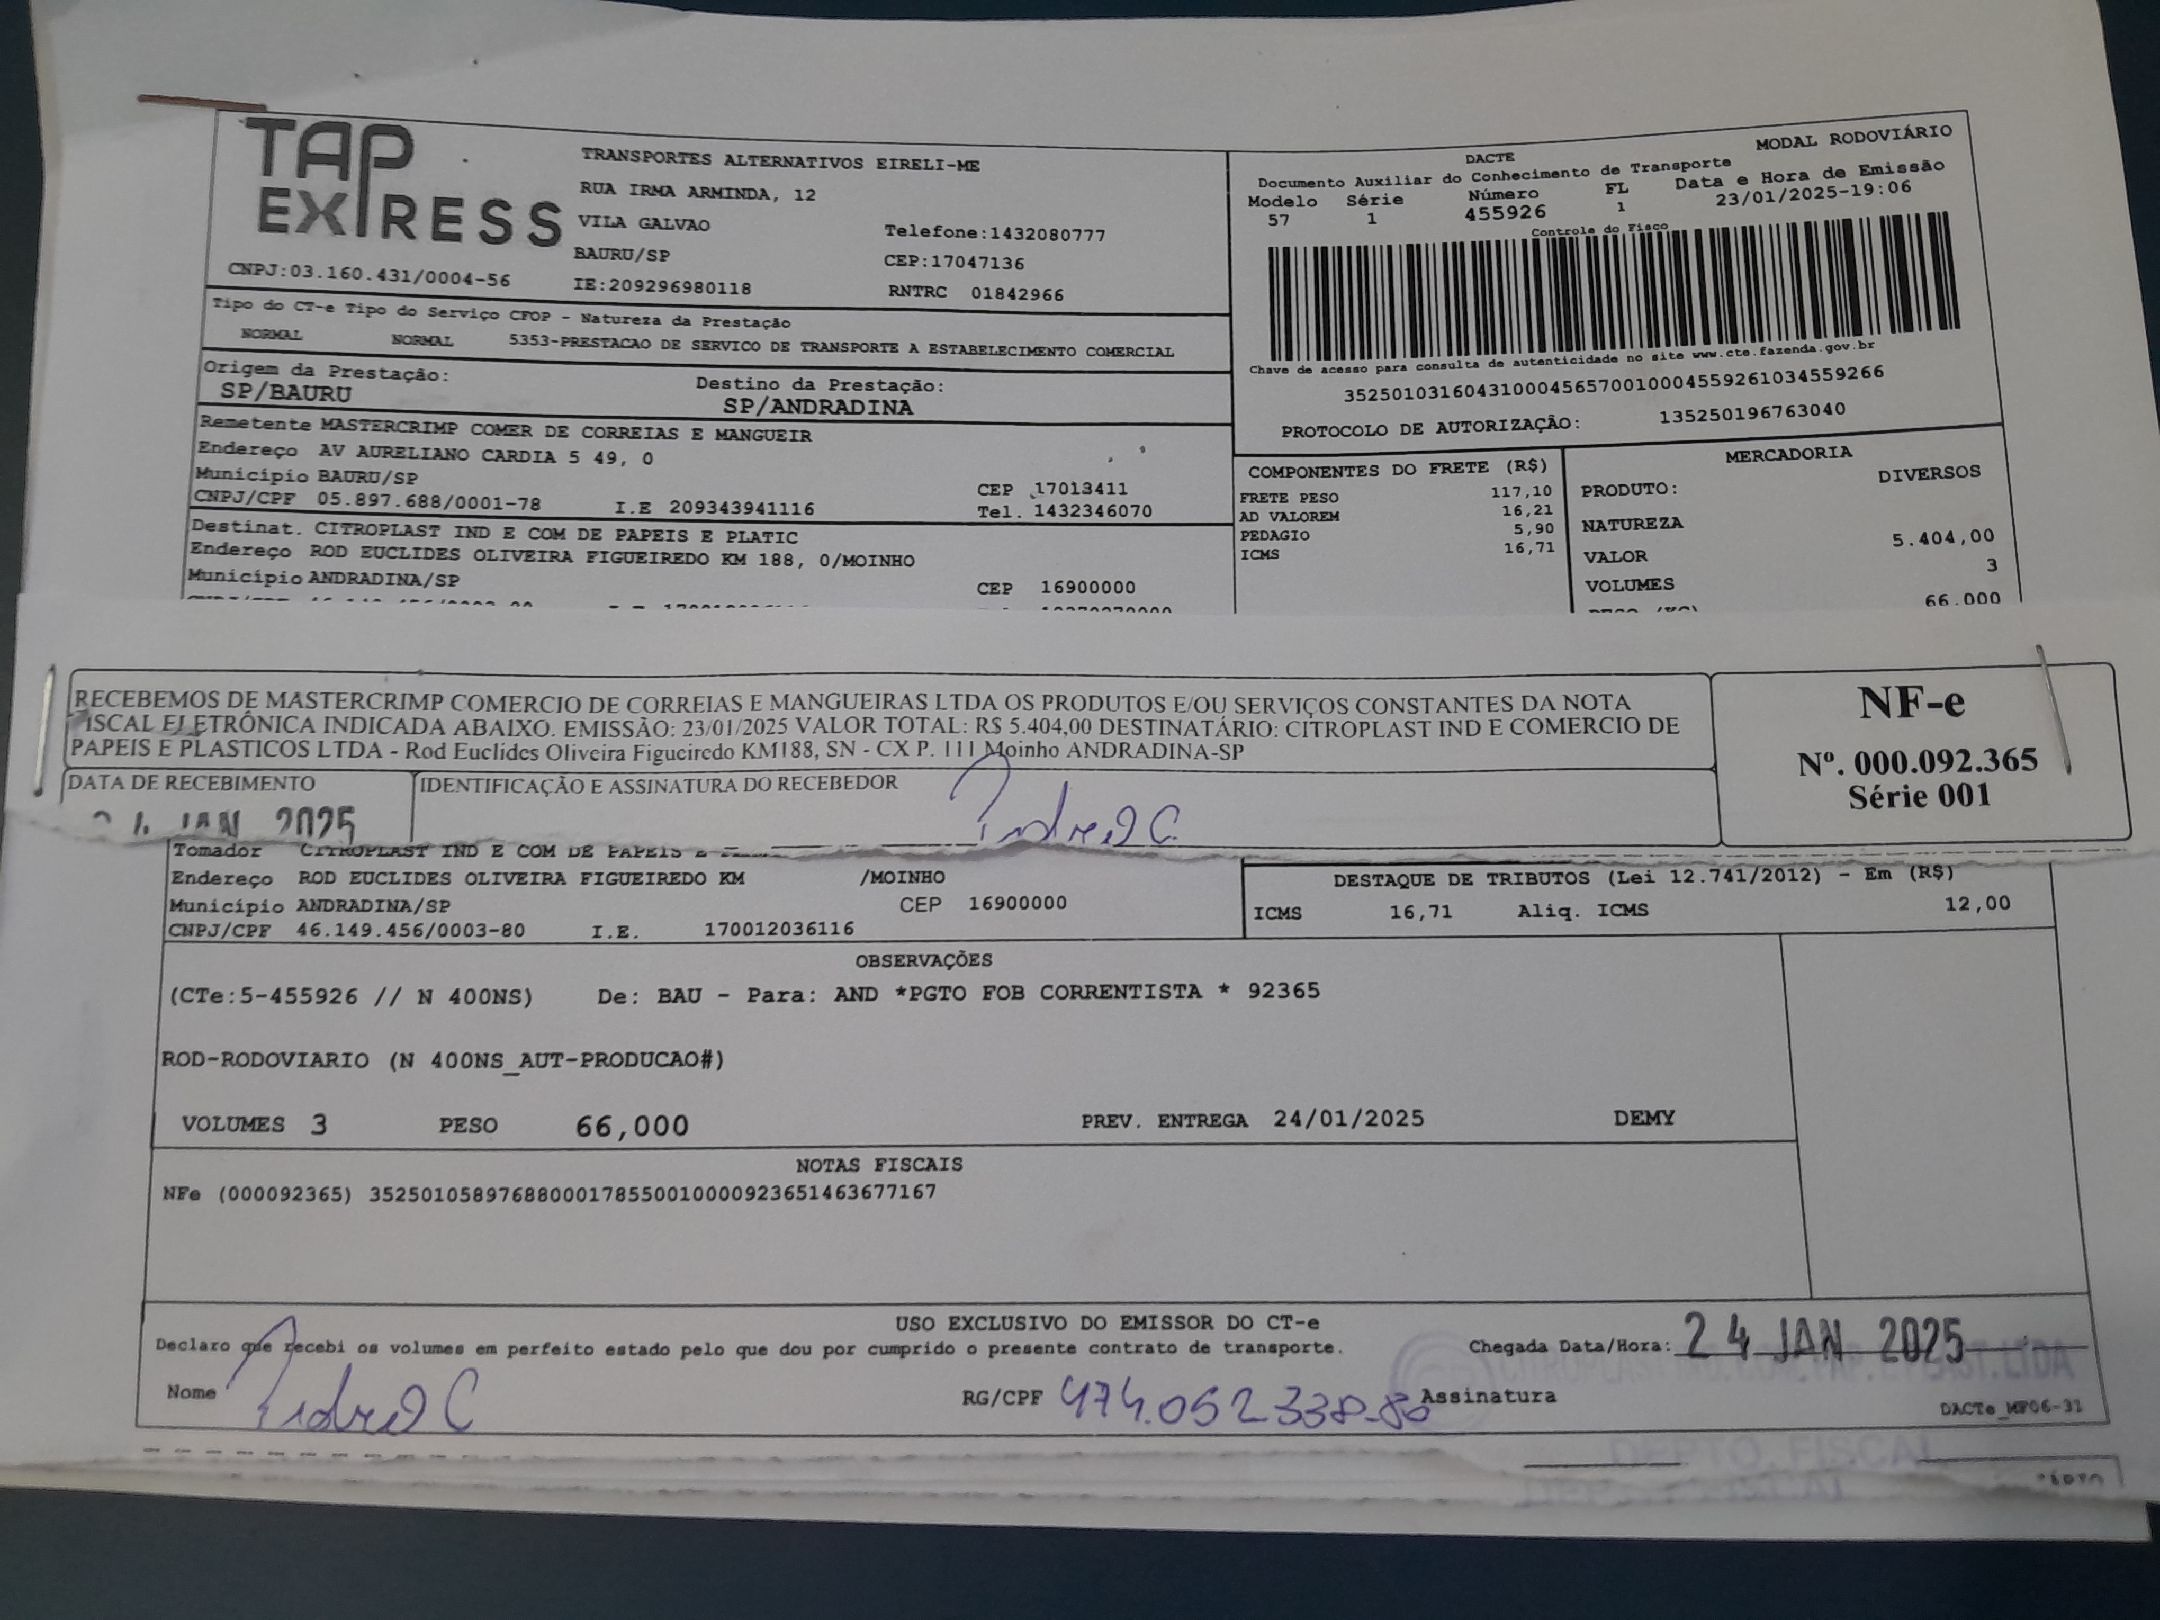 TAP
EXPRESS
TRANSPORTES ALTERNATIVOS EIRELI-ME
RUA IRMA ARMINDA, 12
VILA GALVAO
Telefone:1432080777
BAURU/SP
CEP:17047136
CNPJ:03.160.431/0004-56
IE:209296980118
RNTRC 01842966
MODAL RODOVIÁRIO
DACTE
Documento Auxiliar do Conhecimento de Transporte
Modelo Série Número FL Data e Hora de Emissão
57 1 455926 1 23/01/2025-19:06
Controle do Fisco
Chave de acesso para consulta de autenticidade no site www.cte.fazenda.gov.br
35250103160431000456570010004559261034559266
PROTOCOLO DE AUTORIZAÇÃO: 135250196763040
Tipo do CT-e Tipo do Serviço CFOP - Natureza da Prestação
NORMAL NORMAL 5353-PRESTACAO DE SERVICO DE TRANSPORTE A ESTABELECIMENTO COMERCIAL
Origem da Prestação: Destino da Prestação:
SP/BAURU SP/ANDRADINA
Remetente MASTERCRIMP COMER DE CORREIAS E MANGUEIR
Endereço AV AURELIANO CARDIA 5 49, 0
Município BAURU/SP CEP 17013411
CNPJ/CPF 05.897.688/0001-78 I.E 209343941116 Tel. 1432346070
Destinat. CITROPLAST IND E COM DE PAPEIS E PLATIC
Endereço ROD EUCLIDES OLIVEIRA FIGUEIREDO KM 188, 0/MOINHO
Município ANDRADINA/SP CEP 16900000
COMPONENTES DO FRETE (R$)
FRETE PESO 117,10
AD VALOREM 16,21
PEDAGIO 5,90
ICMS 16,71
MERCADORIA
PRODUTO: DIVERSOS
NATUREZA
VALOR 5.404,00
VOLUMES 3
66.000
RECEBEMOS DE MASTERCRIMP COMERCIO DE CORREIAS E MANGUEIRAS LTDA OS PRODUTOS E/OU SERVIÇOS CONSTANTES DA NOTA
FISCAL ELETRÔNICA INDICADA ABAIXO. EMISSÃO: 23/01/2025 VALOR TOTAL: R$ 5.404,00 DESTINATÁRIO: CITROPLAST IND E COMERCIO DE
PAPEIS E PLASTICOS LTDA - Rod Euclides Oliveira Figueiredo KM188, SN - CX P. 111 Moinho ANDRADINA-SP
DATA DE RECEBIMENTO
IDENTIFICAÇÃO E ASSINATURA DO RECEBEDOR
24 JAN 2025
NF-e
Nº. 000.092.365
Série 001
Tomador CITROPLAST IND E COM DE PAPEIS E
Endereço ROD EUCLIDES OLIVEIRA FIGUEIREDO KM /MOINHO
Município ANDRADINA/SP CEP 16900000
CNPJ/CPF 46.149.456/0003-80 I.E. 170012036116
DESTAQUE DE TRIBUTOS (Lei 12.741/2012) - Em (R$)
ICMS 16,71 Aliq. ICMS 12,00
OBSERVAÇÕES
(CTe:5-455926 // N 400NS) De: BAU - Para: AND *PGTO FOB CORRENTISTA * 92365
ROD-RODOVIARIO (N 400NS_AUT-PRODUCAO#)
VOLUMES 3 PESO 66,000 PREV. ENTREGA 24/01/2025 DEMY
NOTAS FISCAIS
NFe (000092365) 35250105897688000178550010000923651463677167
USO EXCLUSIVO DO EMISSOR DO CT-e
Declaro que recebi os volumes em perfeito estado pelo que dou por cumprido o presente contrato de transporte.
Chegada Data/Hora: 24 JAN 2025
Nome
RG/CPF 474.052338-80 Assinatura
DACTe_MP06-31
DEPTO. FISCAL